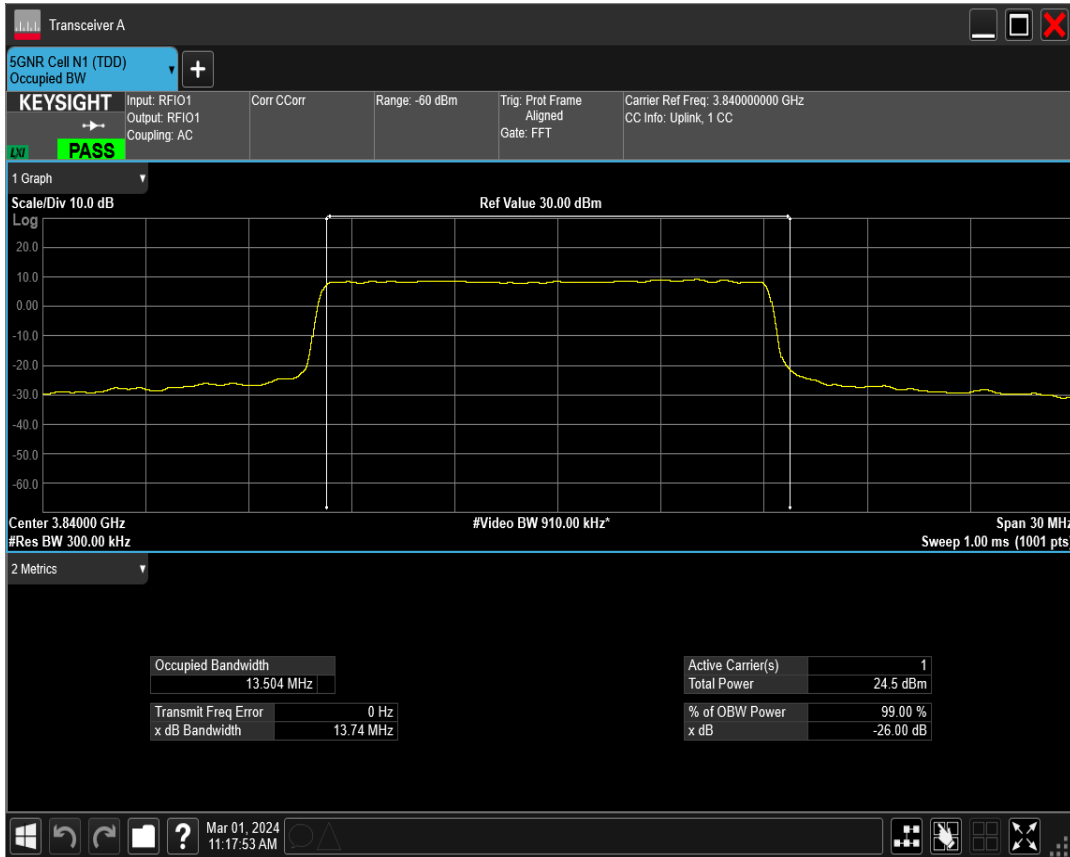 Transceiver A
5GNR Cell N1 (TDD)
Occupied BW
+
KEYSIGHT
LXI
PASS
Input: RFIO1
Output: RFIO1
Coupling: AC
Corr CCorr
Range: -60 dBm
Trig: Prot Frame
Aligned
Gate: FFT
Carrier Ref Freq: 3.840000000 GHz
CC Info: Uplink, 1 CC
1 Graph
Scale/Div 10.0 dB
Ref Value 30.00 dBm
Log
20.0
10.0
0.00
-10.0
-20.0
-30.0
-40.0
-50.0
-60.0
Center 3.84000 GHz
#Video BW 910.00 kHz*
Span 30 MHz
#Res BW 300.00 kHz
Sweep 1.00 ms (1001 pts)
2 Metrics
Occupied Bandwidth
13.504 MHz
Transmit Freq Error 0 Hz
x dB Bandwidth 13.74 MHz
Active Carrier(s) 1
Total Power 24.5 dBm
% of OBW Power 99.00 %
x dB -26.00 dB
?
Mar 01, 2024
11:17:53 AM